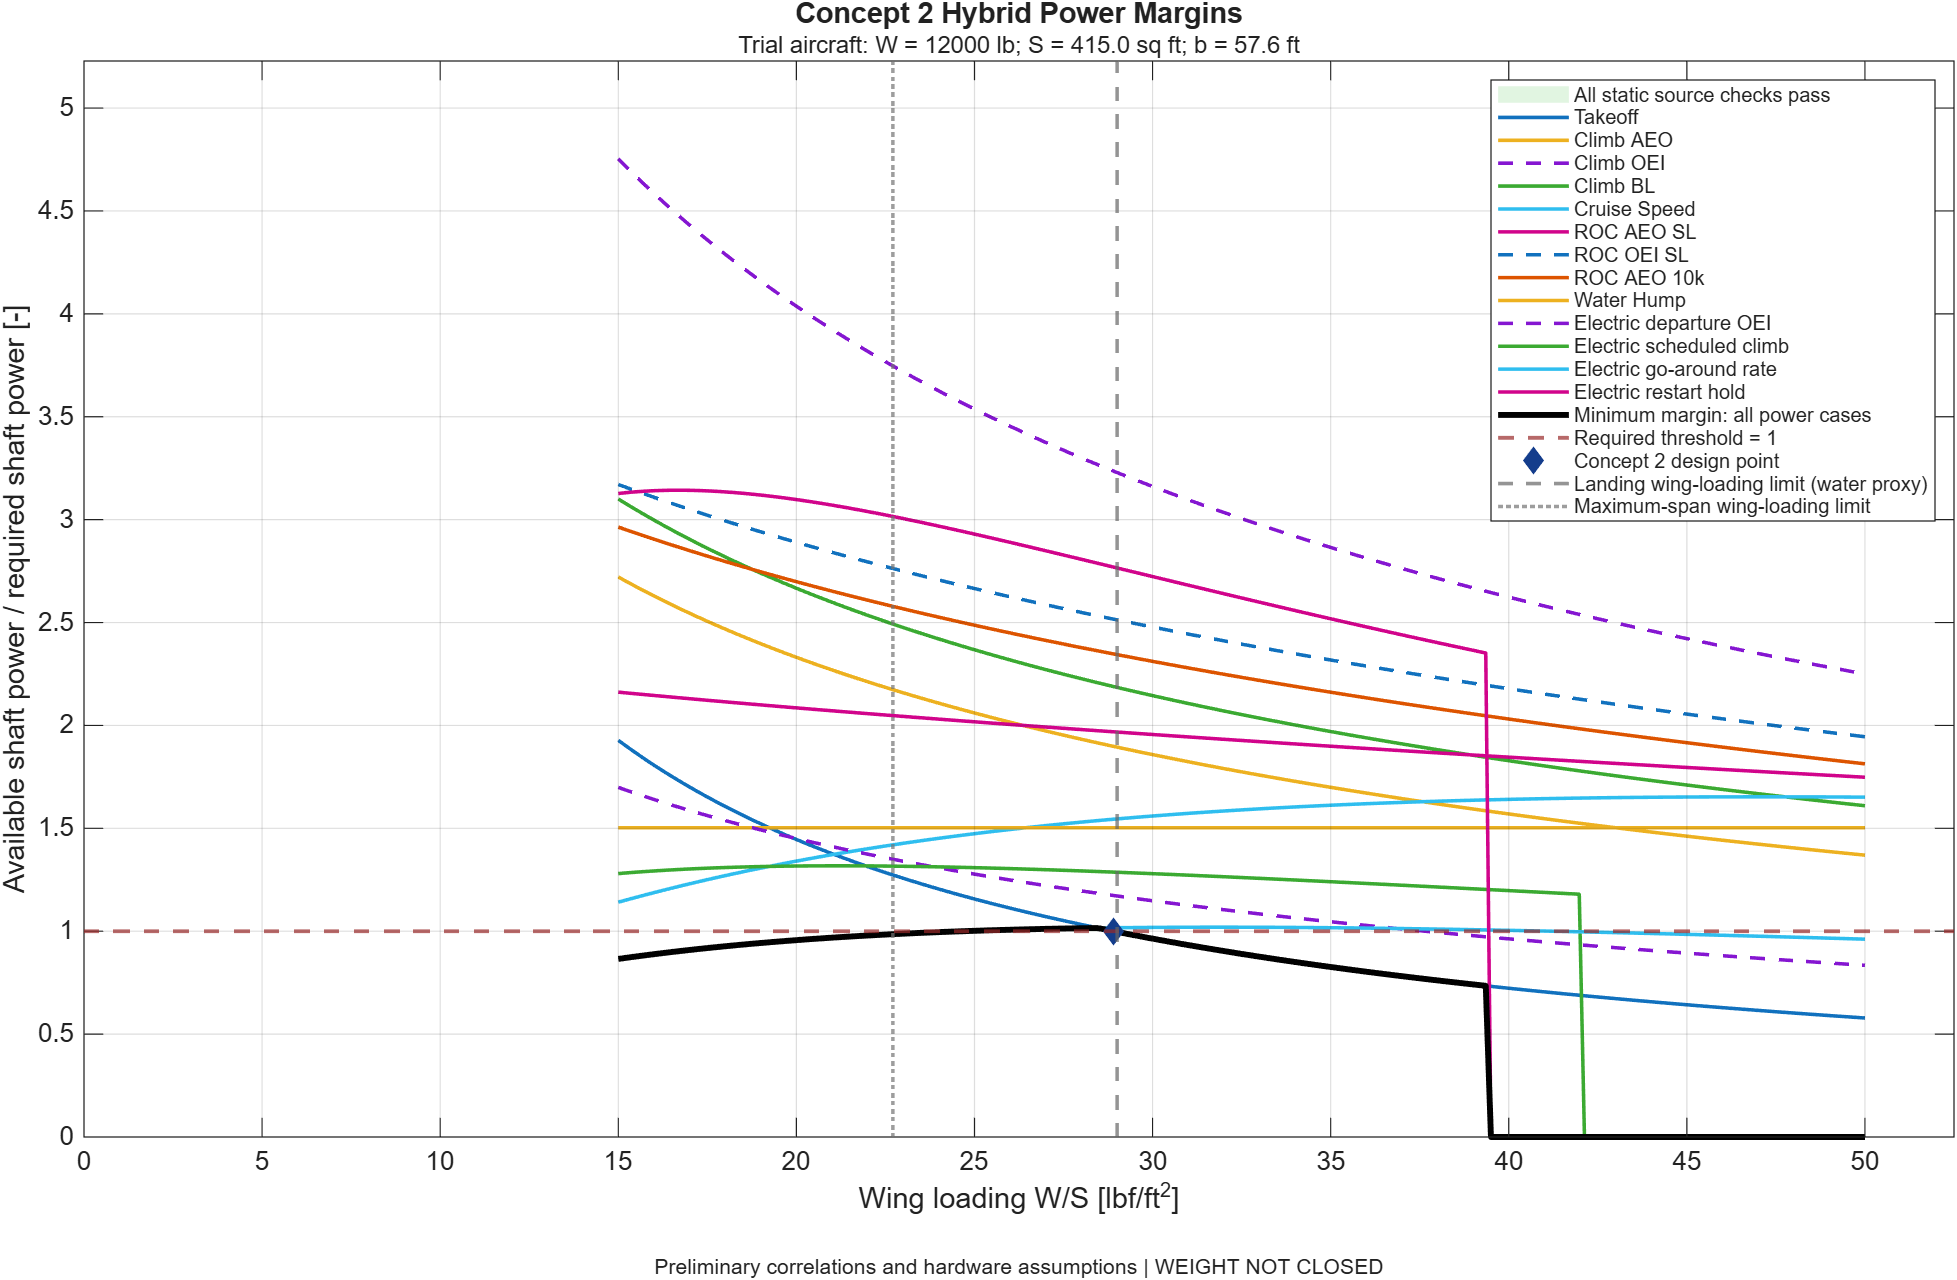 Concept 2 Hybrid Power Margins
Trial aircraft: W = 12000 lb; S = 415.0 sq ft; b = 57.6 ft
Available shaft power / required shaft power [-]
5
4.5
4
3.5
3
2.5
2
1.5
1
0.5
0
All static source checks pass
Takeoff
Climb AEO
Climb OEI
Climb BL
Cruise Speed
ROC AEO SL
ROC OEI SL
ROC AEO 10k
Water Hump
Electric departure OEI
Electric scheduled climb
Electric go-around rate
Electric restart hold
Minimum margin: all power cases
Required threshold = 1
Concept 2 design point
Landing wing-loading limit (water proxy)
Maximum-span wing-loading limit
0 5 10 15 20 25 30 35 40 45 50
Wing loading W/S [lbf/ft²]
Preliminary correlations and hardware assumptions | WEIGHT NOT CLOSED